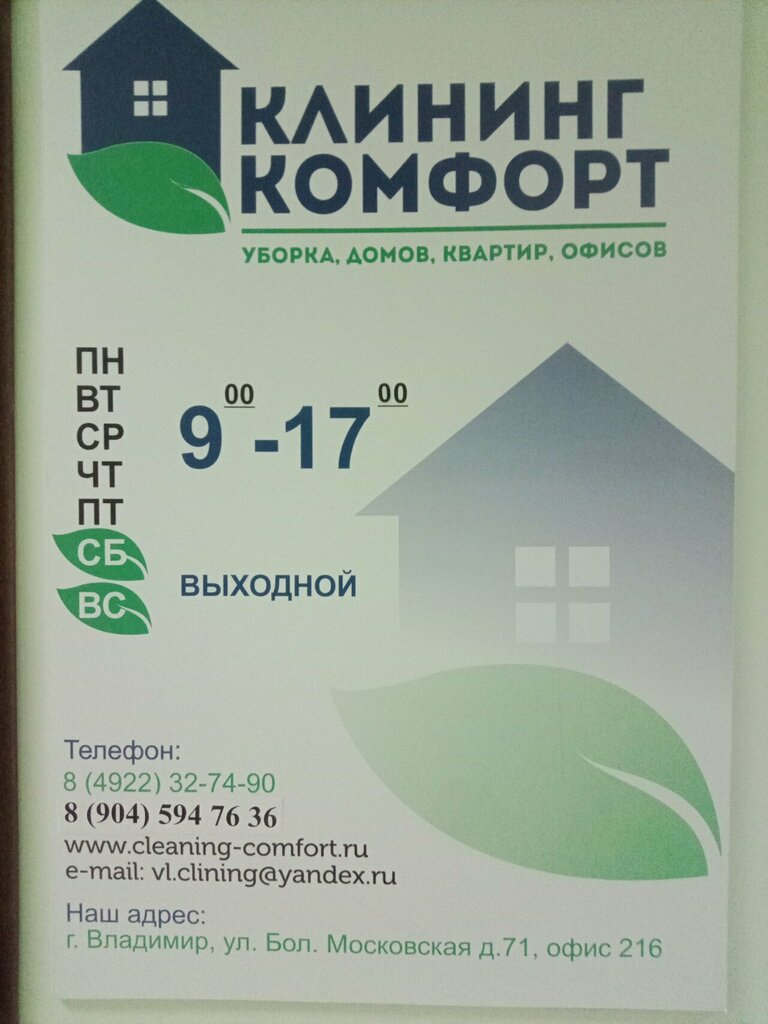 КЛИНИНГ
КОМФОРТ
УБОРКА, ДОМОВ, КВАРТИР, ОФИСОВ
ПН
ВТ
СР
ЧТ
ПТ
9 00 -17 00
СБ
ВС
ВЫХОДНОЙ
Телефон:
8 (4922) 32-74-90
8 (904) 594 76 36
www.cleaning-comfort.ru
e-mail: vl.clining@yandex.ru
Наш адрес:
г. Владимир, ул. Бол. Московская д.71, офис 216